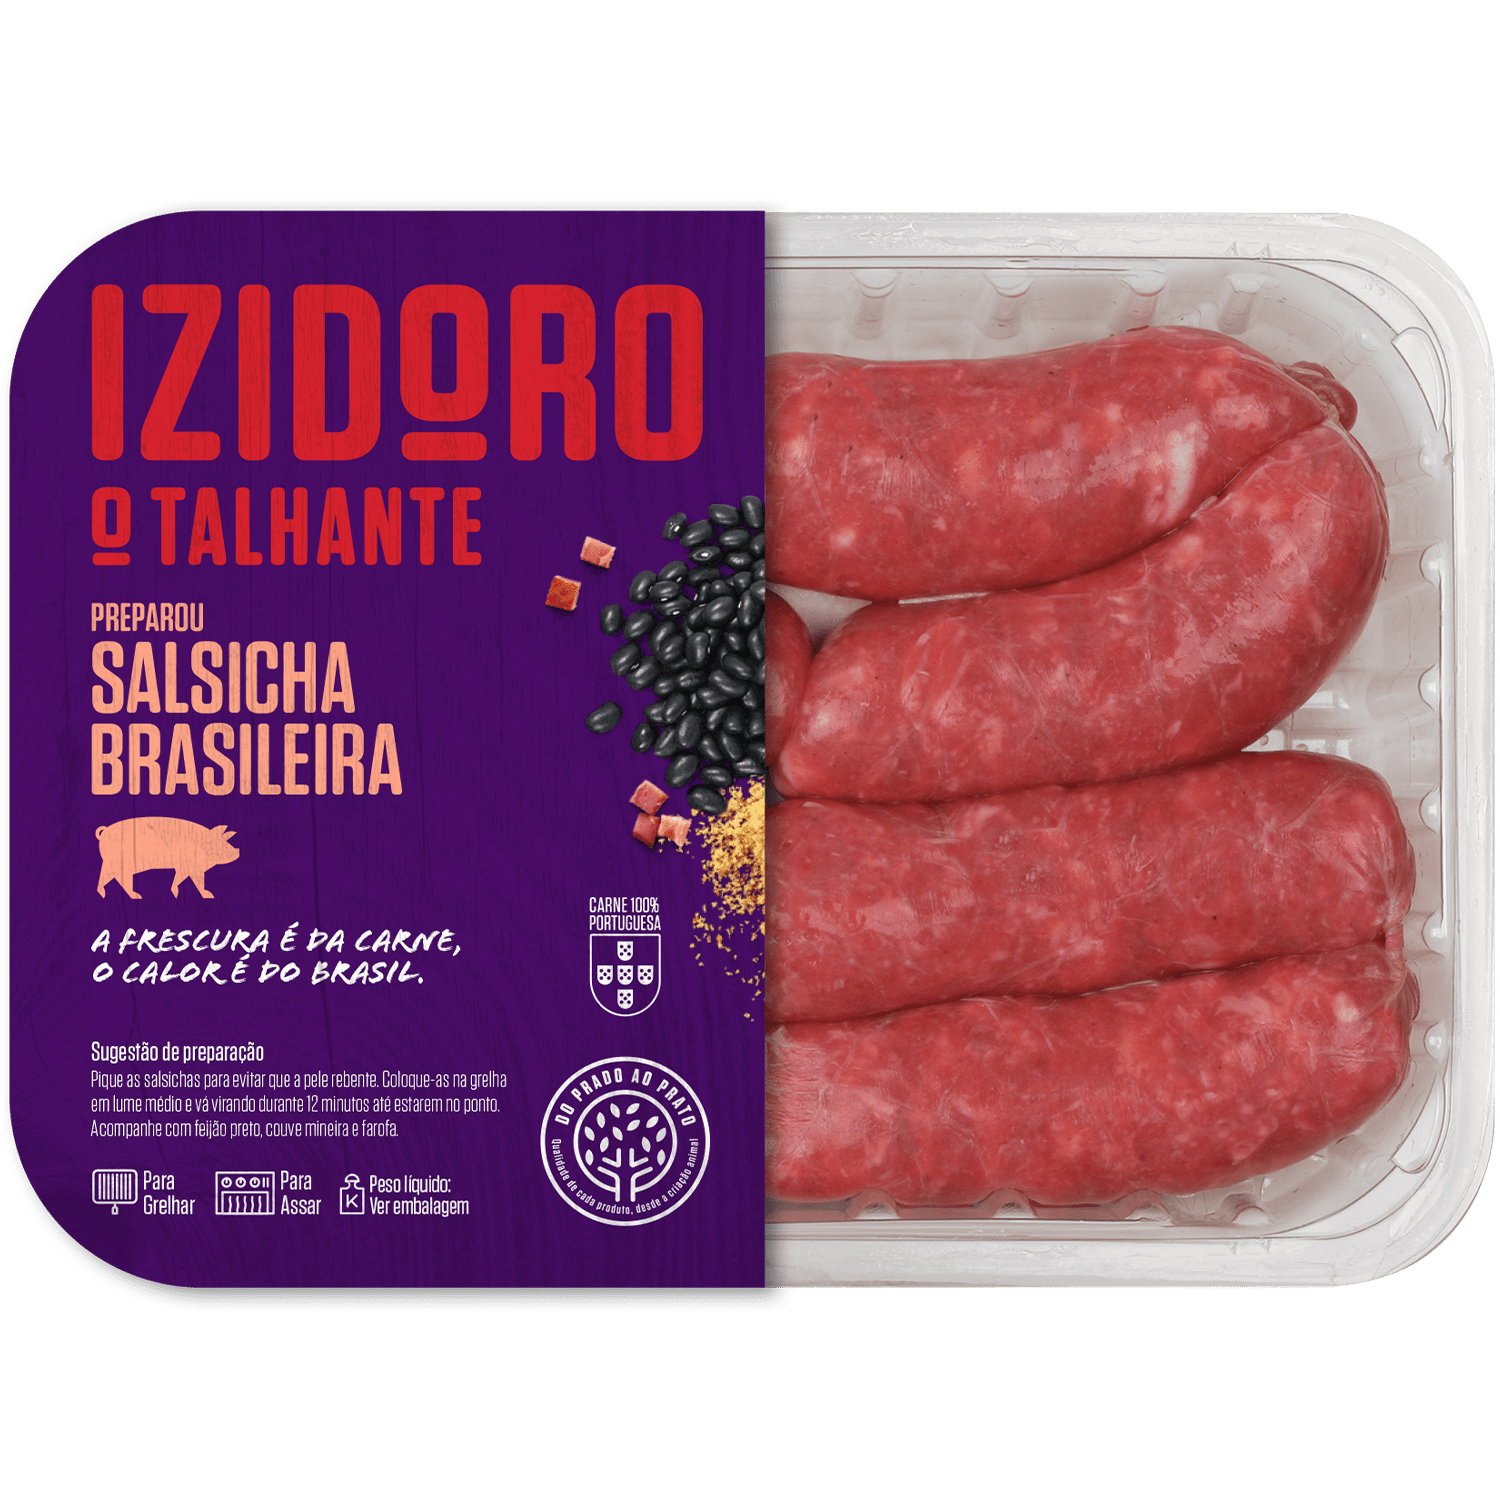 IZIDORO
O TALHANTE
PREPAROU
SALSICHA
BRASILEIRA
A FRESCURA É DA CARNE,
O CALOR É DO BRASIL.
CARNE 100%
PORTUGUESA
Sugestão de preparação
Pique as salsichas para evitar que a pele rebente. Coloque-as na grelha
em lume médio e vá virando durante 12 minutos até estarem no ponto.
Acompanhe com feijão preto, couve mineira e farofa.
DO PRADO AO PRATO
Qualidade de cada produto, desde a criação animal
Para
Grelhar
Para
Assar
K
Peso líquido:
Ver embalagem